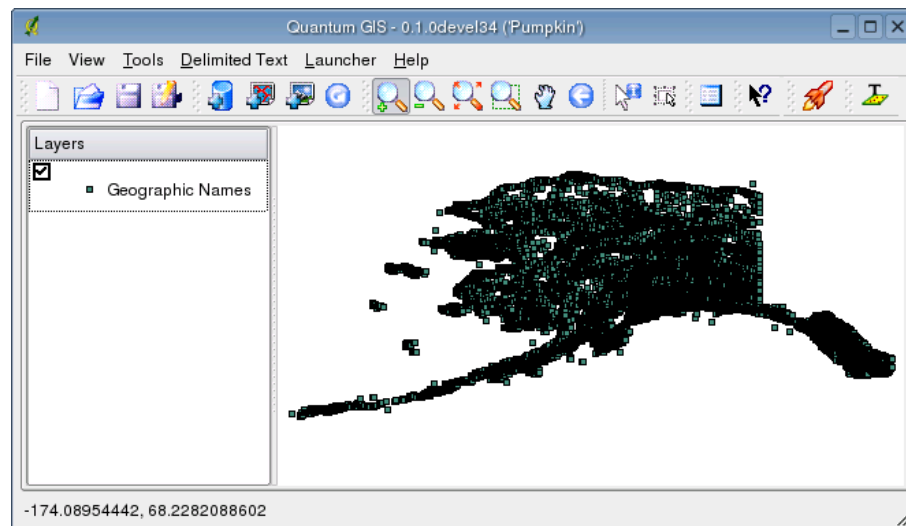 Quantum GIS - 0.1.0devel34 ('Pumpkin')
File View Tools Delimited Text Launcher Help
Layers
Geographic Names
-174.08954442, 68.2282088602